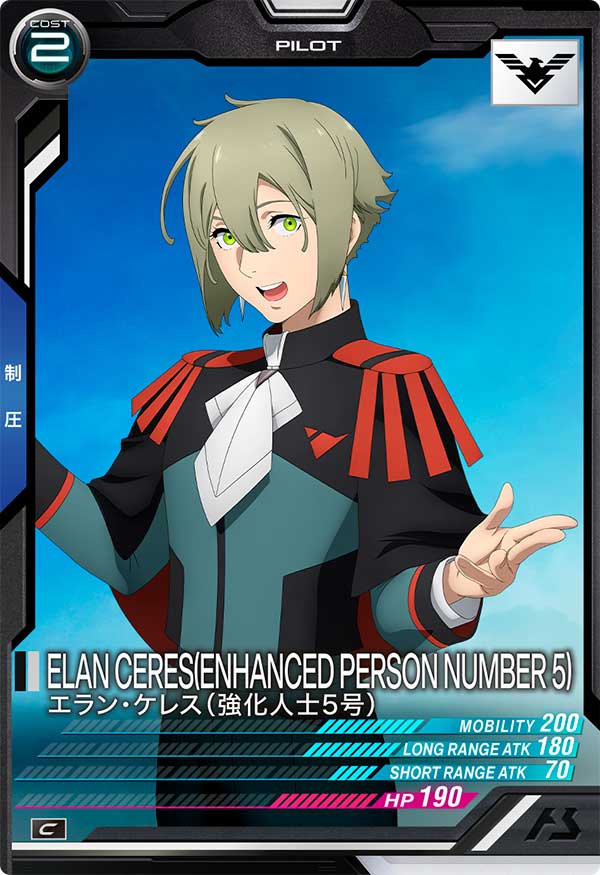 COST
2
PILOT
制圧
ELAN CERES(ENHANCED PERSON NUMBER 5)
エラン・ケレス(強化人士5号)
MOBILITY 200
LONG RANGE ATK 180
SHORT RANGE ATK 70
HP 190
C